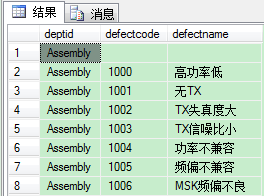 结果 消息
deptid defectcode defectname
1 Assembly
2 Assembly 1000 高功率低
3 Assembly 1001 无TX
4 Assembly 1002 TX失真度大
5 Assembly 1003 TX信噪比小
6 Assembly 1004 功率不兼容
7 Assembly 1005 频偏不兼容
8 Assembly 1006 MSK频偏不良